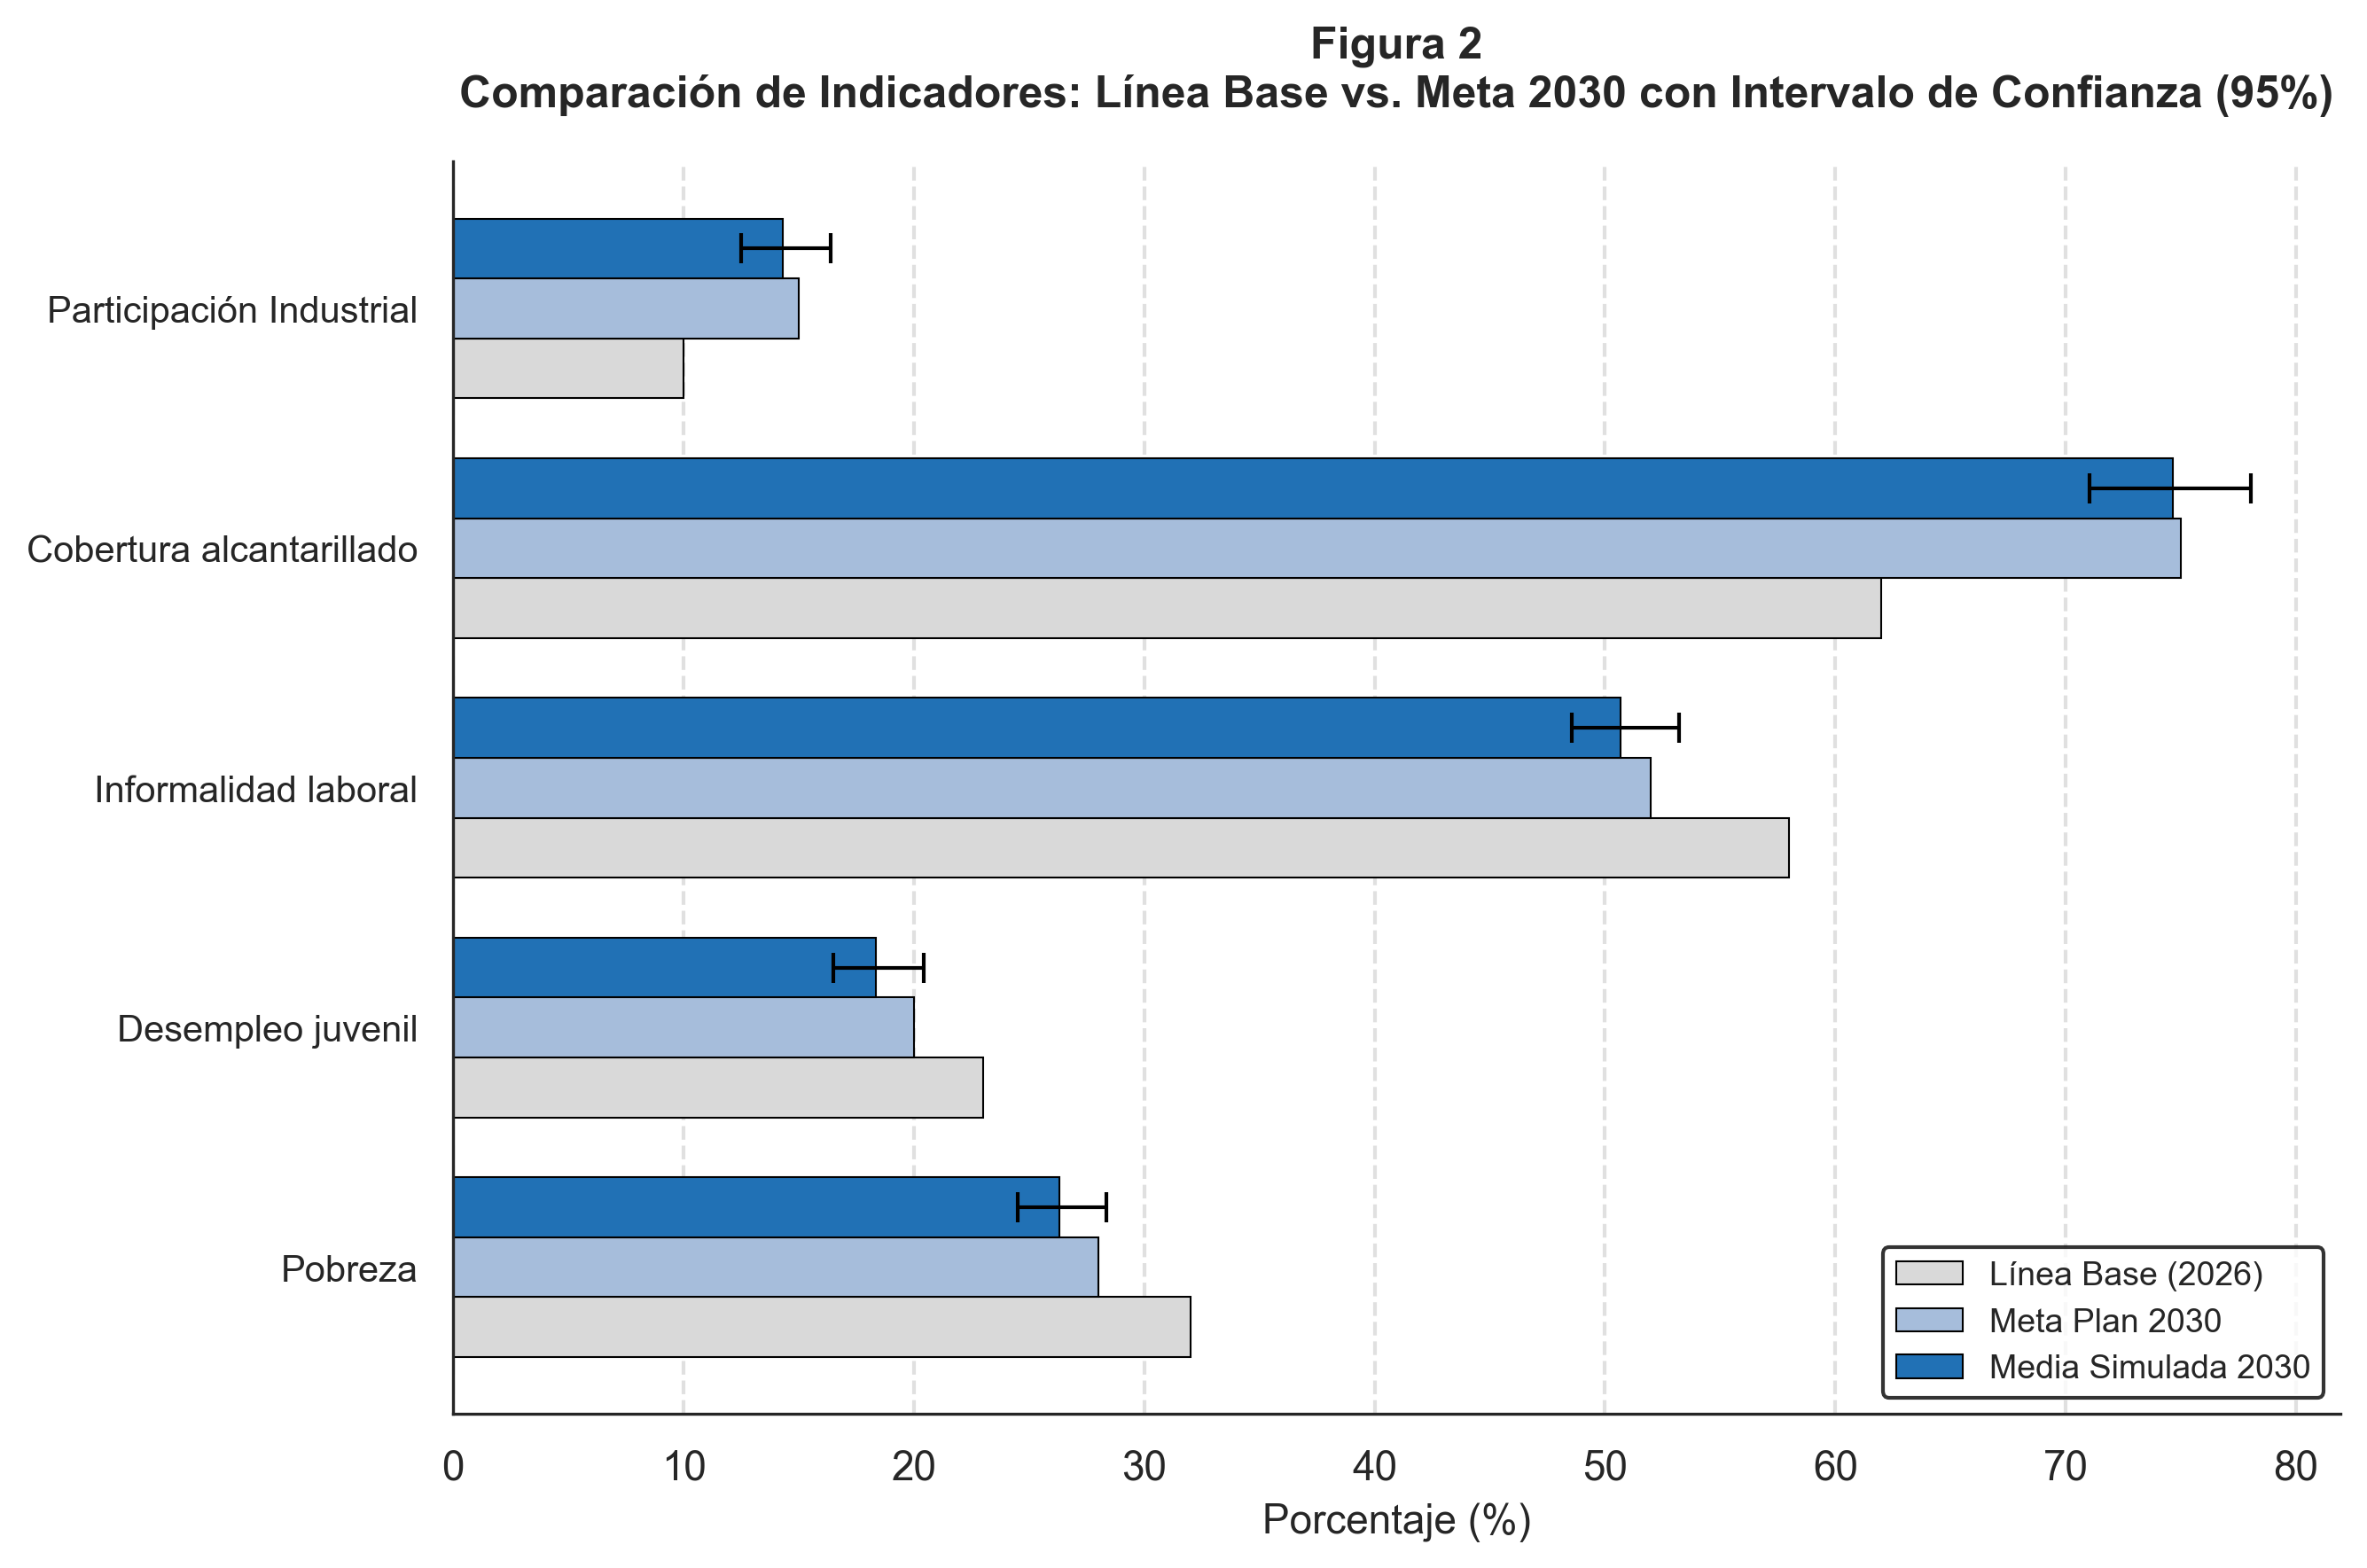 Figura 2
Comparación de Indicadores: Línea Base vs. Meta 2030 con Intervalo de Confianza (95%)
Participación Industrial
Cobertura alcantarillado
Informalidad laboral
Desempleo juvenil
Pobreza
Línea Base (2026)
Meta Plan 2030
Media Simulada 2030
0 10 20 30 40 50 60 70 80
Porcentaje (%)